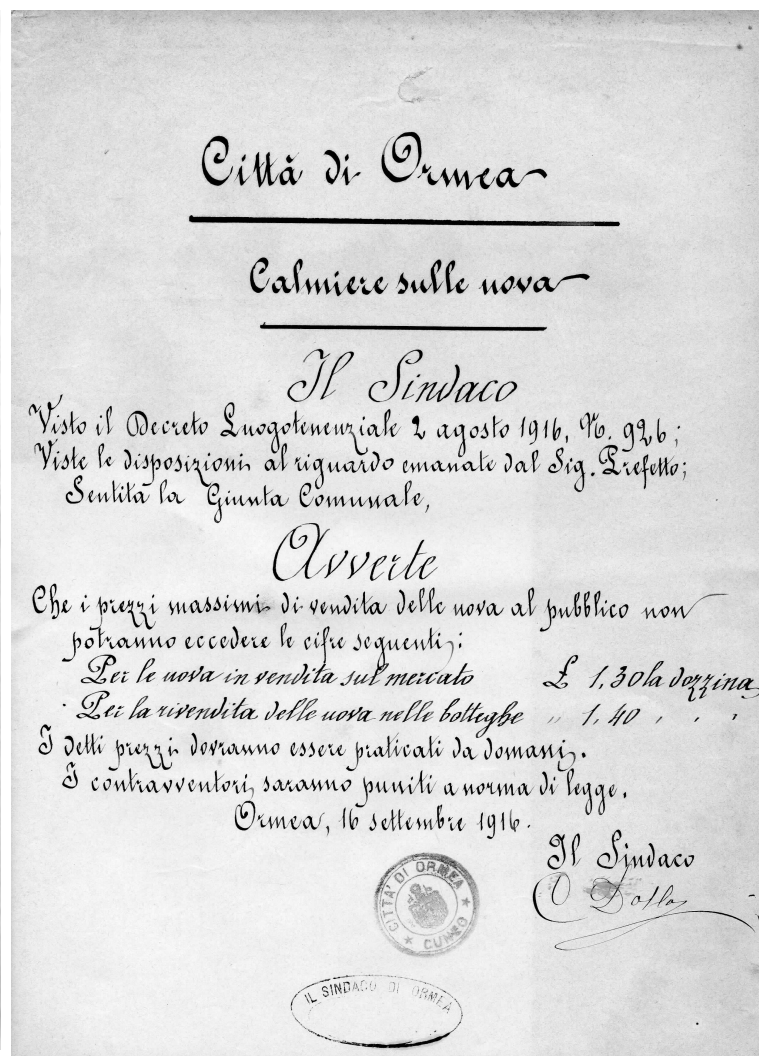 Città di Ormea
Calmiere sulle uova
Il Sindaco
Visto il Decreto Luogotenenziale 2 agosto 1916, N. 926;
Viste le disposizioni al riguardo emanate dal Sig. Prefetto;
Sentita la Giunta Comunale,
Avverte
Che i prezzi massimi di vendita delle uova al pubblico non
potranno eccedere le cifre seguenti:
Per le uova in vendita sul mercato £ 1,30 la dozzina
Per la rivendita delle uova nelle botteghe „ 1,40 „ „
I detti prezzi dovranno essere praticati da domani.
I contravventori saranno puniti a norma di legge.
Ormea, 16 settembre 1916.
Il Sindaco
CITTA' DI ORMEA
* CUNEO *
IL SINDACO DI ORMEA